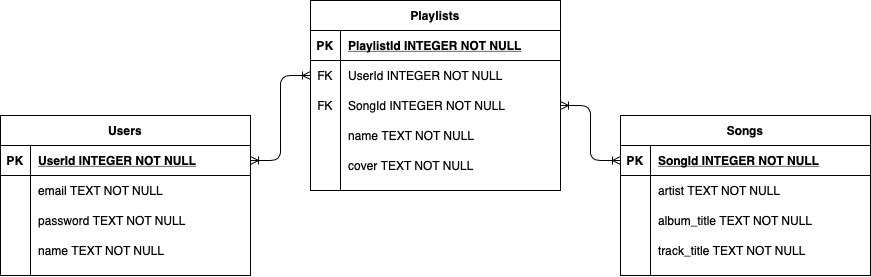 Playlists
PK PlaylistId INTEGER NOT NULL
FK UserId INTEGER NOT NULL
FK SongId INTEGER NOT NULL
name TEXT NOT NULL
cover TEXT NOT NULL
Users
PK UserId INTEGER NOT NULL
email TEXT NOT NULL
password TEXT NOT NULL
name TEXT NOT NULL
Songs
PK SongId INTEGER NOT NULL
artist TEXT NOT NULL
album_title TEXT NOT NULL
track_title TEXT NOT NULL